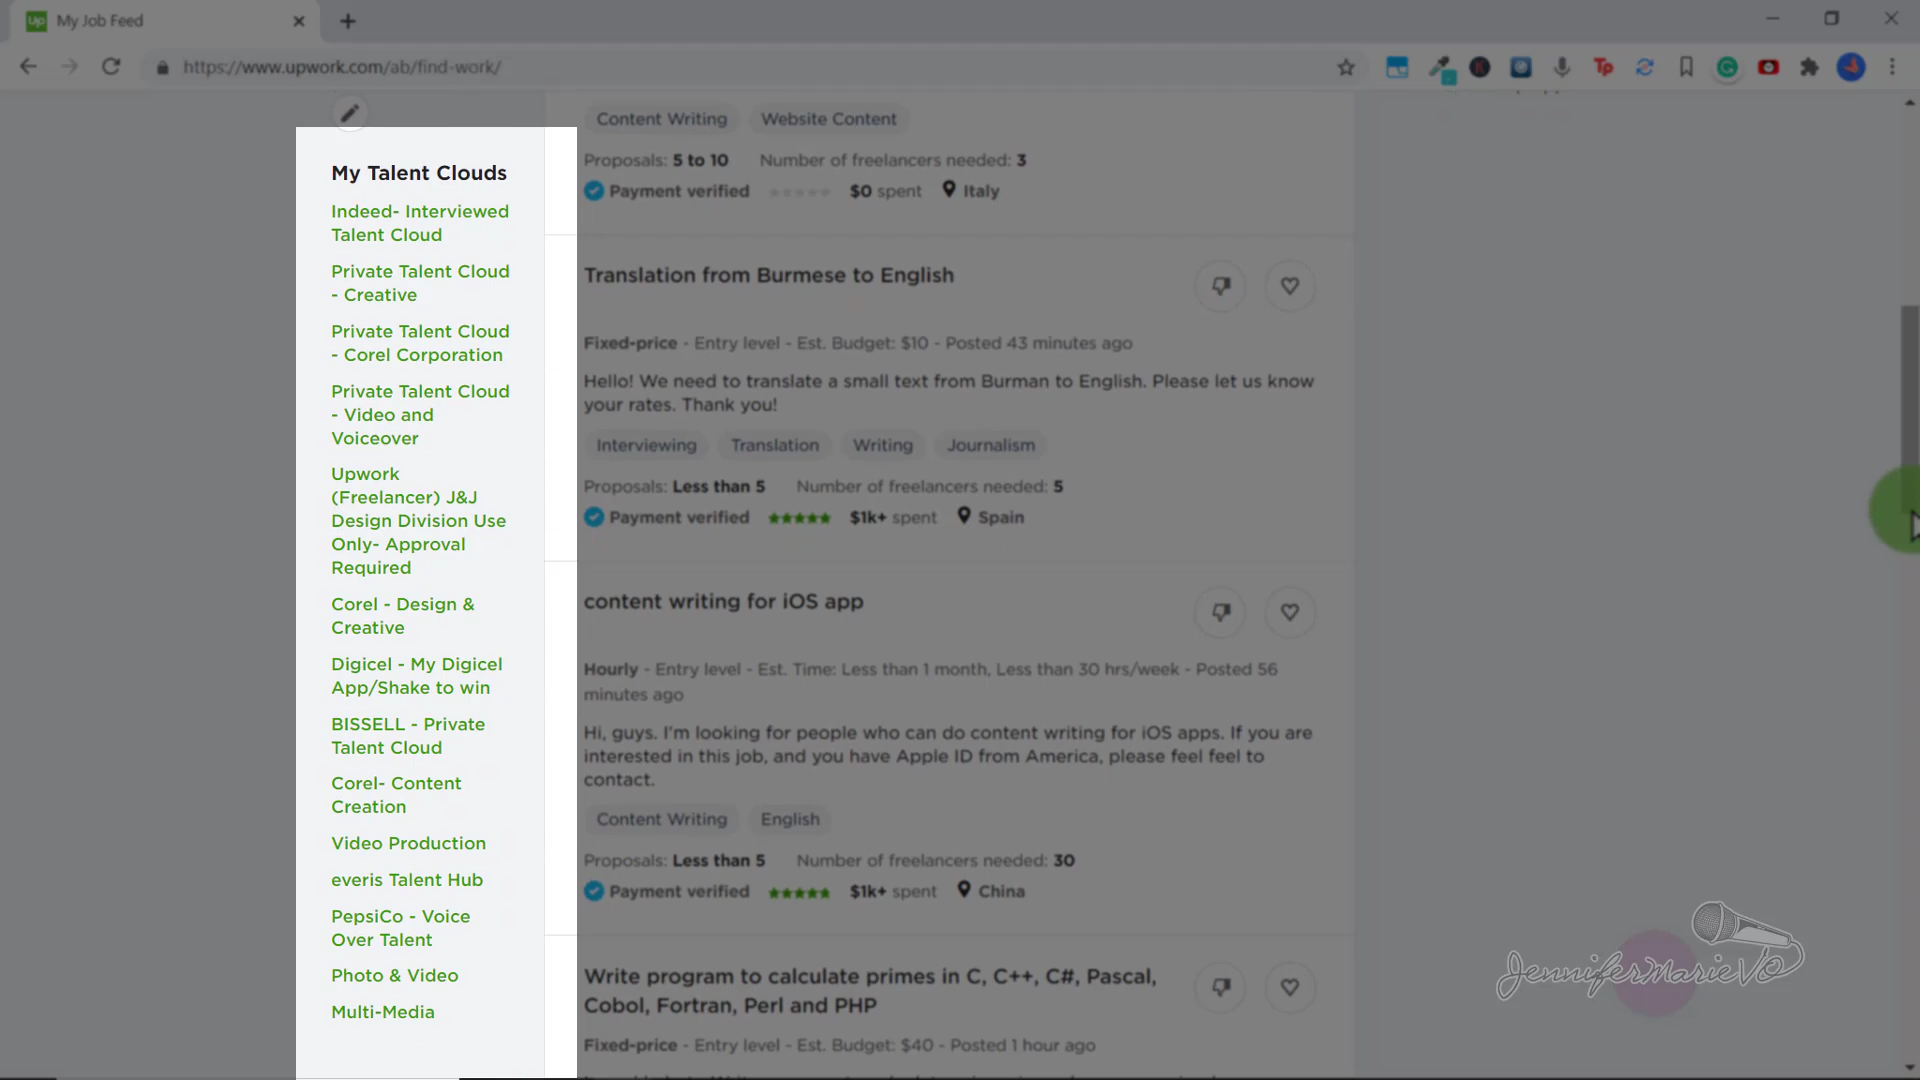 Up My Job Feed
https://www.upwork.com/ab/find-work/
My Talent Clouds
Indeed- Interviewed
Talent Cloud
Private Talent Cloud
- Creative
Private Talent Cloud
- Corel Corporation
Private Talent Cloud
- Video and
Voiceover
Upwork
(Freelancer) J&J
Design Division Use
Only- Approval
Required
Corel - Design &
Creative
Digicel - My Digicel
App/Shake to win
BISSELL - Private
Talent Cloud
Corel- Content
Creation
Video Production
everis Talent Hub
PepsiCo - Voice
Over Talent
Photo & Video
Multi-Media
Content Writing Website Content
Proposals: 5 to 10 Number of freelancers needed: 3
Payment verified $0 spent Italy
Translation from Burmese to English
Fixed-price - Entry level - Est. Budget: $10 - Posted 43 minutes ago
Hello! We need to translate a small text from Burman to English. Please let us know
your rates. Thank you!
Interviewing Translation Writing Journalism
Proposals: Less than 5 Number of freelancers needed: 5
Payment verified $1k+ spent Spain
content writing for iOS app
Hourly - Entry level - Est. Time: Less than 1 month, Less than 30 hrs/week - Posted 56
minutes ago
Hi, guys. I'm looking for people who can do content writing for iOS apps. If you are
interested in this job, and you have Apple ID from America, please feel feel to
contact.
Content Writing English
Proposals: Less than 5 Number of freelancers needed: 30
Payment verified $1k+ spent China
Write program to calculate primes in C, C++, C#, Pascal,
Cobol, Fortran, Perl and PHP
Fixed-price - Entry level - Est. Budget: $40 - Posted 1 hour ago
JenniferMarieVO